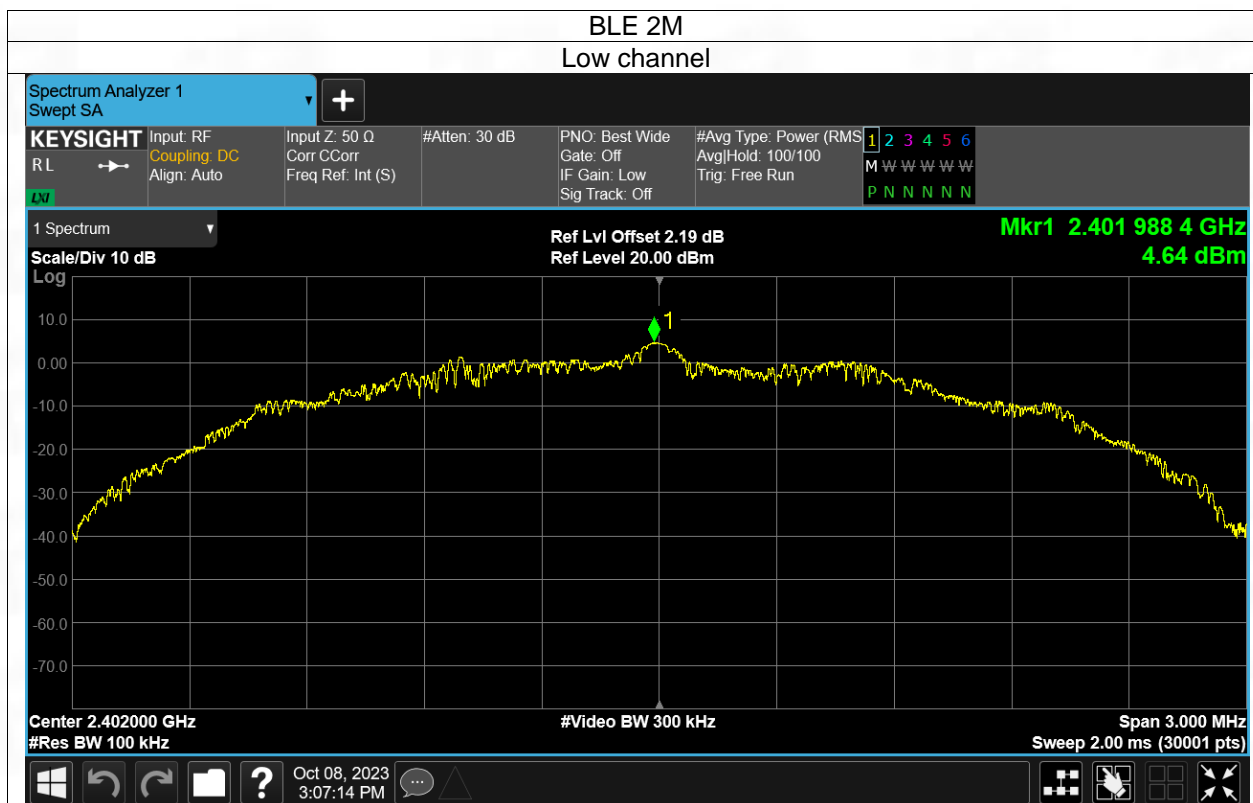 BLE 2M
Low channel
Spectrum Analyzer 1
Swept SA
KEYSIGHT
RL
LXI
Input: RF
Coupling: DC
Align: Auto
Input Z: 50 Ω
Corr CCorr
Freq Ref: Int (S)
#Atten: 30 dB
PNO: Best Wide
Gate: Off
IF Gain: Low
Sig Track: Off
#Avg Type: Power (RMS
Avg|Hold: 100/100
Trig: Free Run
1 2 3 4 5 6
M W W W W W
P N N N N N
1 Spectrum
Scale/Div 10 dB
Ref Lvl Offset 2.19 dB
Ref Level 20.00 dBm
Mkr1 2.401 988 4 GHz
4.64 dBm
Log
1
10.0
0.00
-10.0
-20.0
-30.0
-40.0
-50.0
-60.0
-70.0
Center 2.402000 GHz
#Res BW 100 kHz
#Video BW 300 kHz
Span 3.000 MHz
Sweep 2.00 ms (30001 pts)
?
Oct 08, 2023
3:07:14 PM